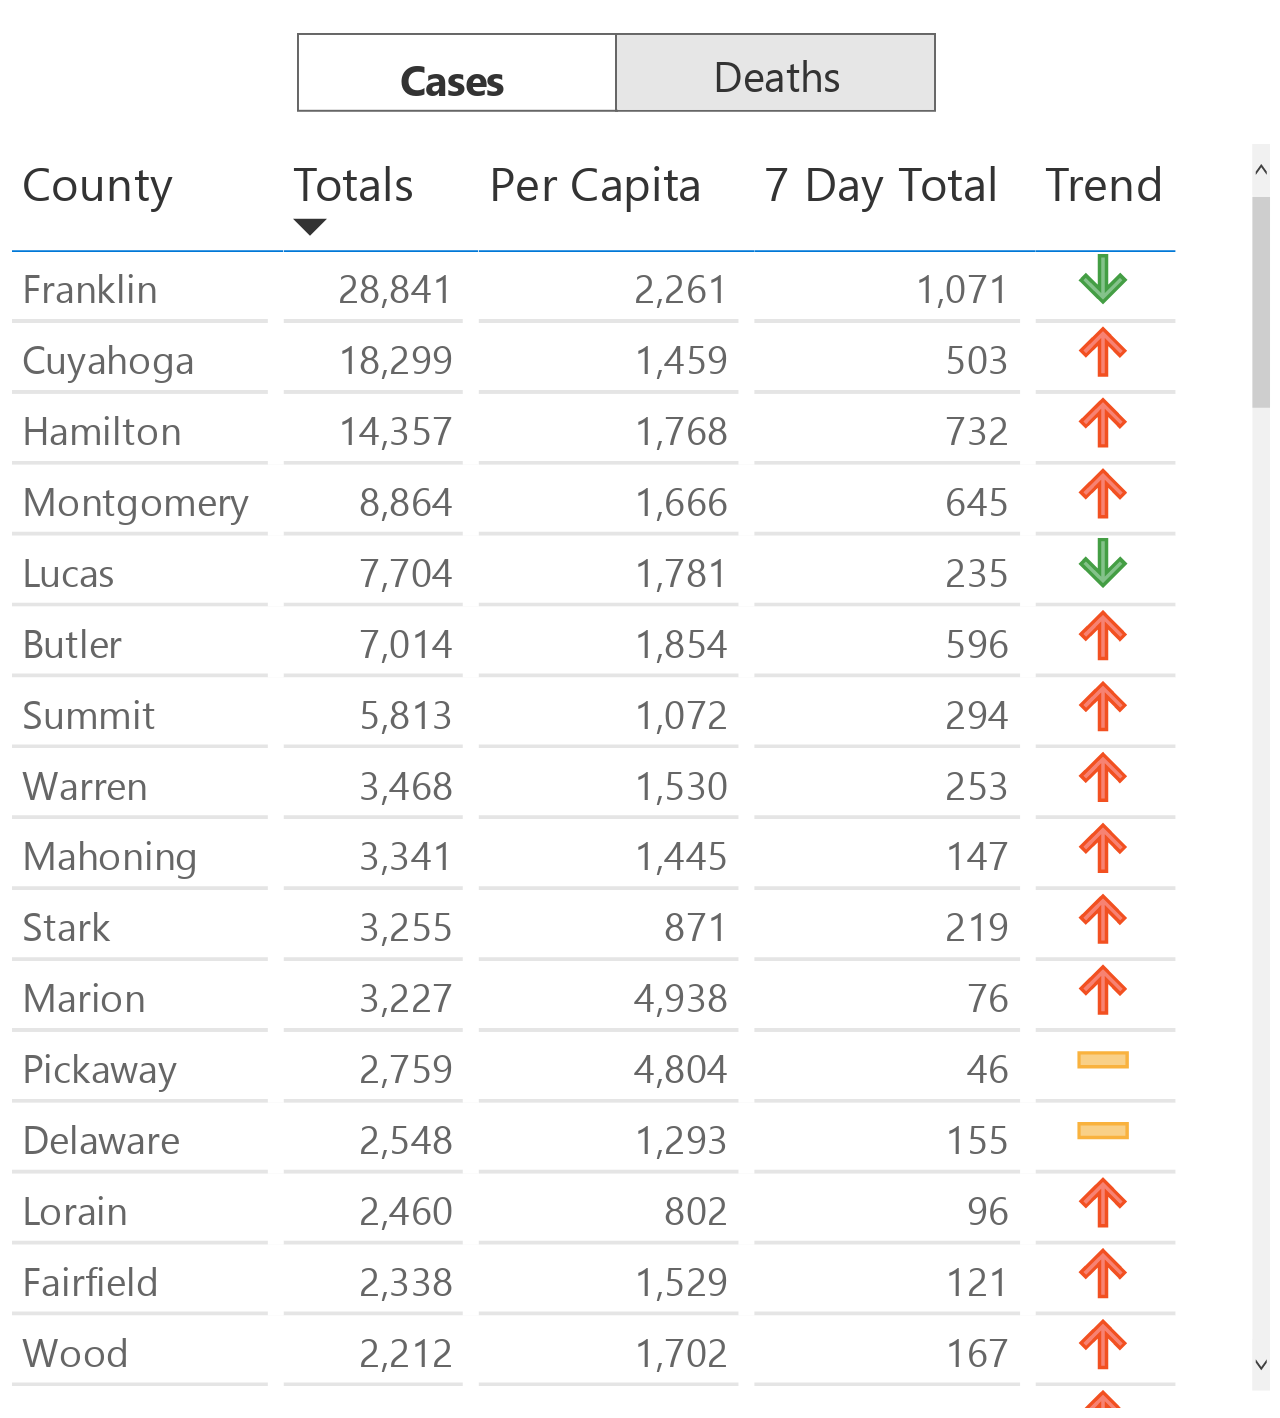 Cases Deaths
County Totals Per Capita 7 Day Total Trend
Franklin 28,841 2,261 1,071
Cuyahoga 18,299 1,459 503
Hamilton 14,357 1,768 732
Montgomery 8,864 1,666 645
Lucas 7,704 1,781 235
Butler 7,014 1,854 596
Summit 5,813 1,072 294
Warren 3,468 1,530 253
Mahoning 3,341 1,445 147
Stark 3,255 871 219
Marion 3,227 4,938 76
Pickaway 2,759 4,804 46
Delaware 2,548 1,293 155
Lorain 2,460 802 96
Fairfield 2,338 1,529 121
Wood 2,212 1,702 167